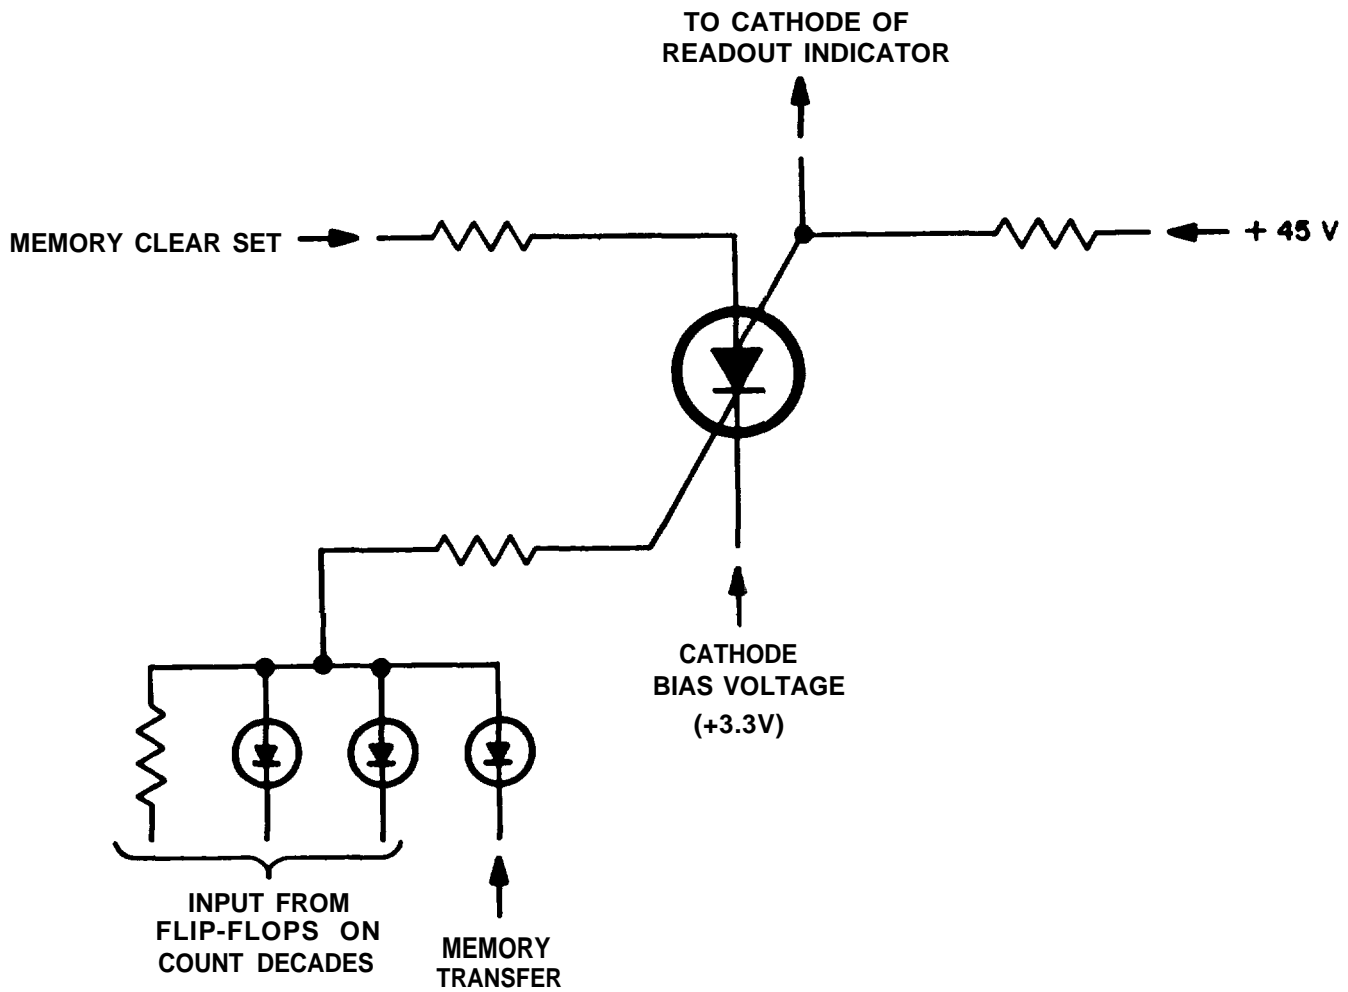 TO CATHODE OF
READOUT INDICATOR
MEMORY CLEAR SET
+ 45 V
CATHODE
BIAS VOLTAGE
(+3.3V)
INPUT FROM
FLIP-FLOPS ON
COUNT DECADES
MEMORY
TRANSFER